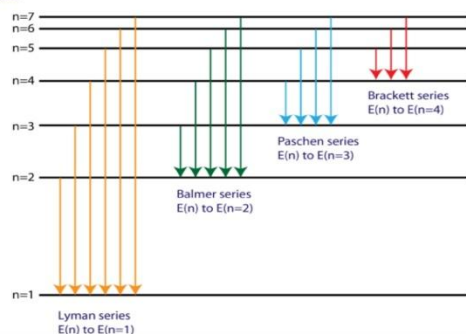 n=7
n=6
n=5
n=4
Brackett series
E(n) to E(n=4)
n=3
Paschen series
E(n) to E(n=3)
n=2
Balmer series
E(n) to E(n=2)
n=1
Lyman series
E(n) to E(n=1)